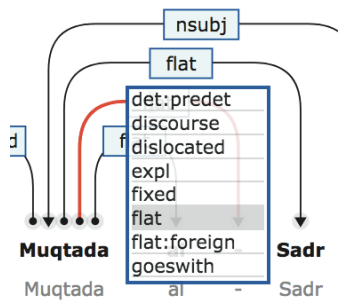 nsubj
flat
det:predet
discourse
dislocated
expl
fixed
flat
flat:foreign
goeswith
Muqtada Sadr
Muqtada al - Sadr